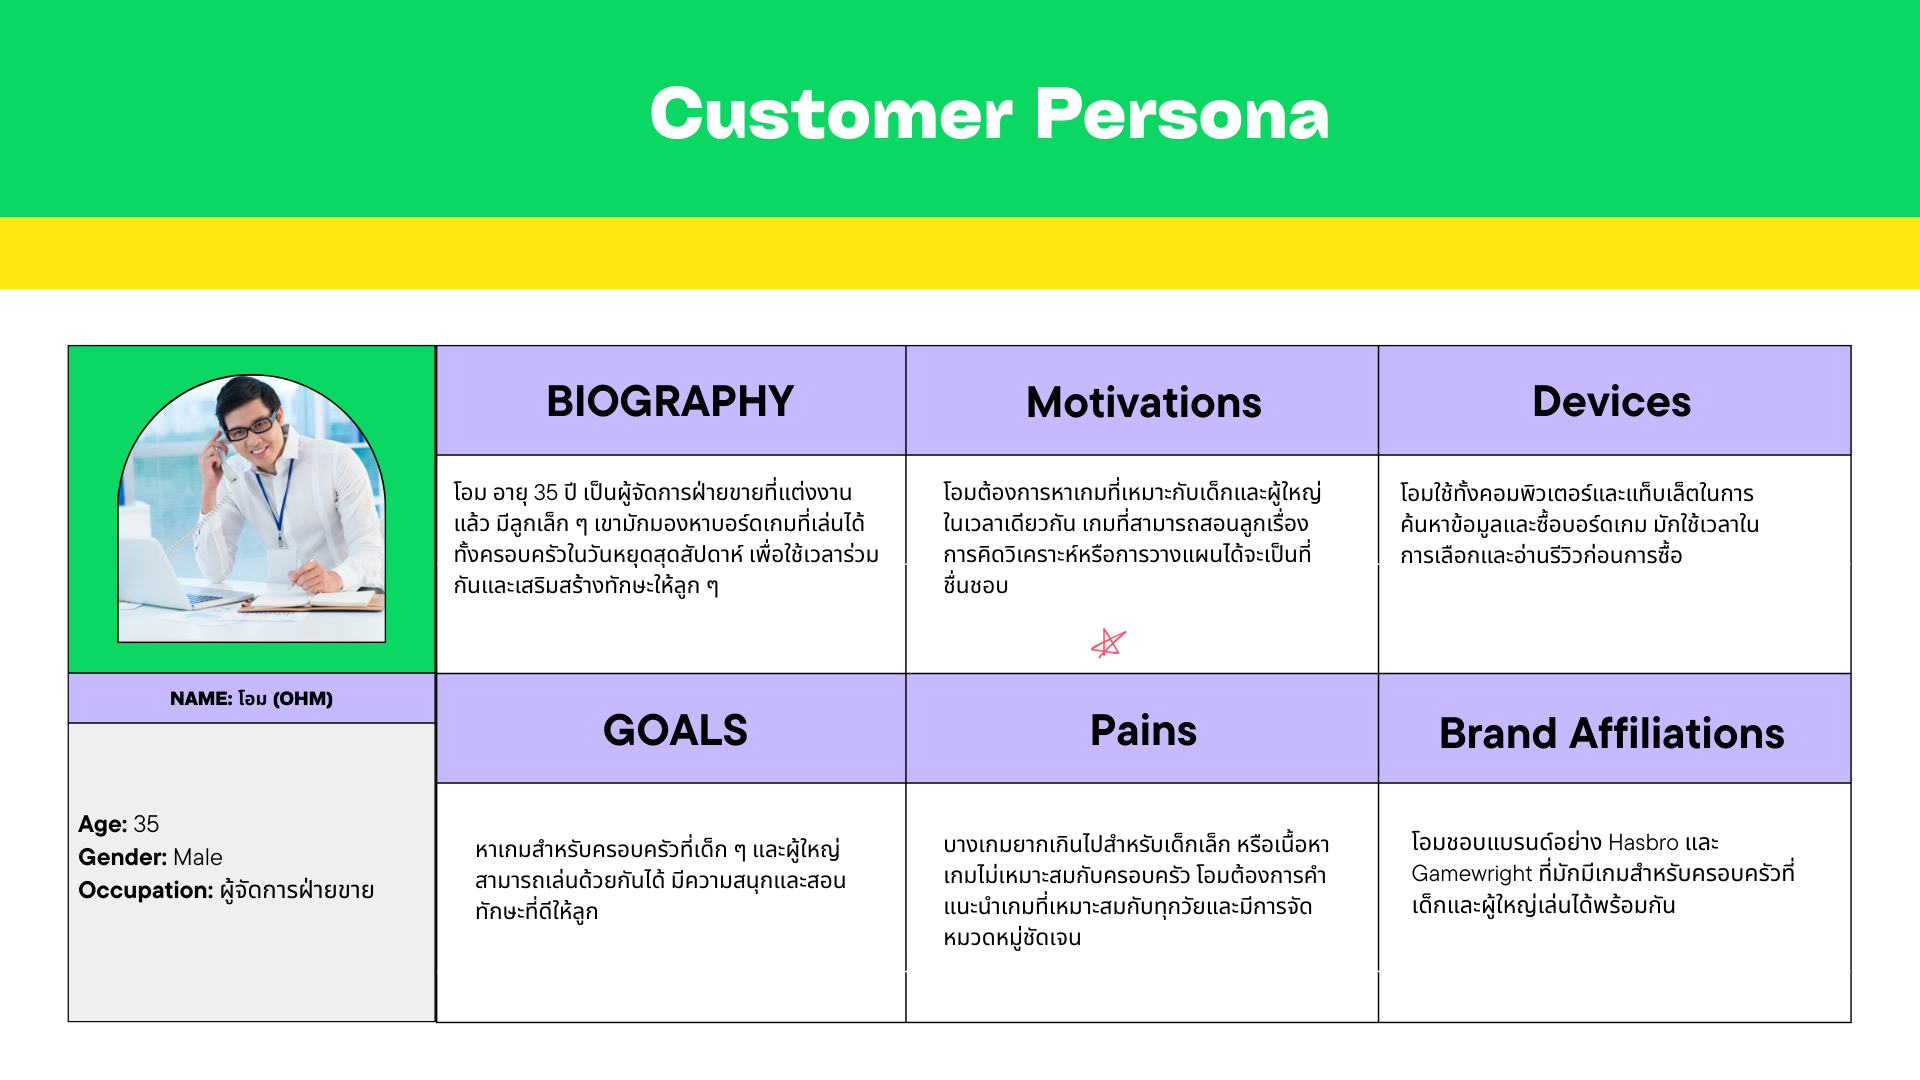 Customer Persona
BIOGRAPHY
โอม อายุ 35 ปี เป็นผู้จัดการฝ่ายขายที่แต่งงาน
แล้ว มีลูกเล็ก ๆ เขามักมองหาบอร์ดเกมที่เล่นได้
ทั้งครอบครัวในวันหยุดสุดสัปดาห์ เพื่อใช้เวลาร่วม
กันและเสริมสร้างทักษะให้ลูก ๆ
Motivations
โอมต้องการหาเกมที่เหมาะกับเด็กและผู้ใหญ่
ในเวลาเดียวกัน เกมที่สามารถสอนลูกเรื่อง
การคิดวิเคราะห์หรือการวางแผนได้จะเป็นที่
ชื่นชอบ
Devices
โอมใช้ทั้งคอมพิวเตอร์และแท็บเล็ตในการ
ค้นหาข้อมูลและซื้อบอร์ดเกม มักใช้เวลาใน
การเลือกและอ่านรีวิวก่อนการซื้อ
NAME: โอม (OHM)
Age: 35
Gender: Male
Occupation: ผู้จัดการฝ่ายขาย
GOALS
หาเกมสำหรับครอบครัวที่เด็ก ๆ และผู้ใหญ่
สามารถเล่นด้วยกันได้ มีความสนุกและสอน
ทักษะที่ดีให้ลูก
Pains
บางเกมยากเกินไปสำหรับเด็กเล็ก หรือเนื้อหา
เกมไม่เหมาะสมกับครอบครัว โอมต้องการคำ
แนะนำเกมที่เหมาะสมกับทุกวัยและมีการจัด
หมวดหมู่ชัดเจน
Brand Affiliations
โอมชอบแบรนด์อย่าง Hasbro และ
Gamewright ที่มักมีเกมสำหรับครอบครัวที่
เด็กและผู้ใหญ่เล่นได้พร้อมกัน